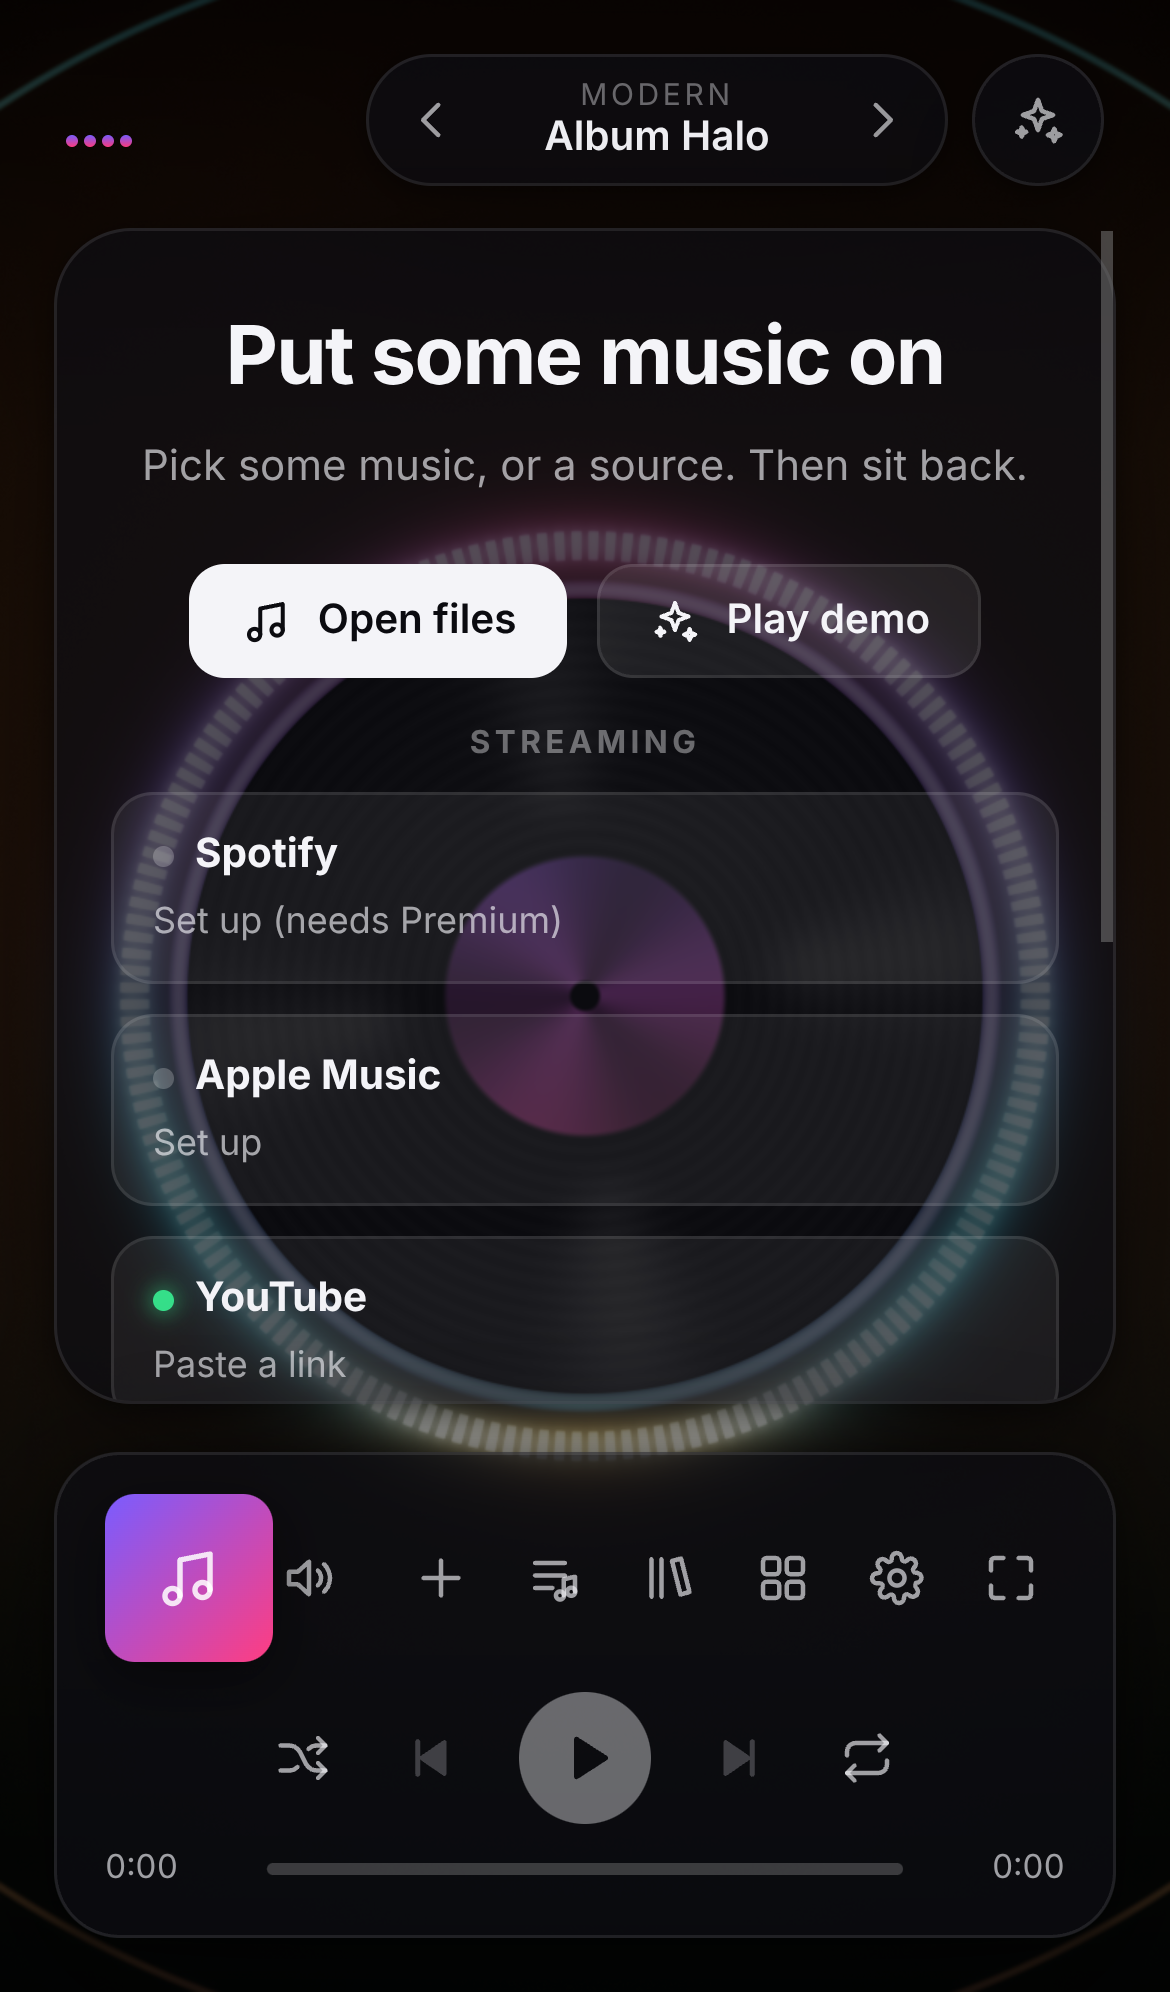 MODERN
Album Halo
Put some music on
Pick some music, or a source. Then sit back.
Open files
Play demo
STREAMING
Spotify
Set up (needs Premium)
Apple Music
Set up
YouTube
Paste a link
0:00
0:00